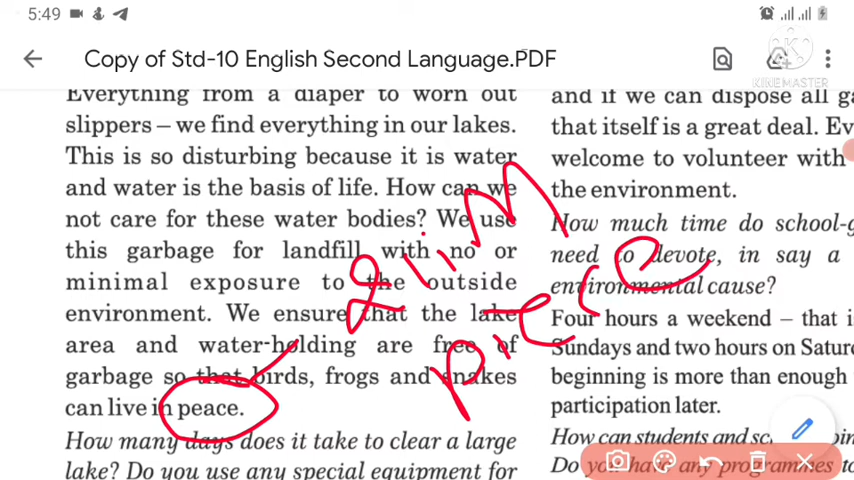 5:49
Copy of Std-10 English Second Language.PDF
KINEMASTER
Everything from a diaper to worn out
slippers – we find everything in our lakes.
This is so disturbing because it is water
and water is the basis of life. How can we
not care for these water bodies? We use
this garbage for landfill with no or
minimal exposure to the outside
environment. We ensure that the lake
area and water-holding are free of
garbage so that birds, frogs and snakes
can live in peace.
How many days does it take to clear a large
lake? Do you use any special equipment for
and if we can dispose all
that itself is a great deal.
welcome to volunteer with
the environment.
How much time do school-
need to devote, in say a
environmental cause?
Four hours a weekend – that
Sundays and two hours on
beginning is more than enough
participation later.
How can students and
Do you have any programmes
piece